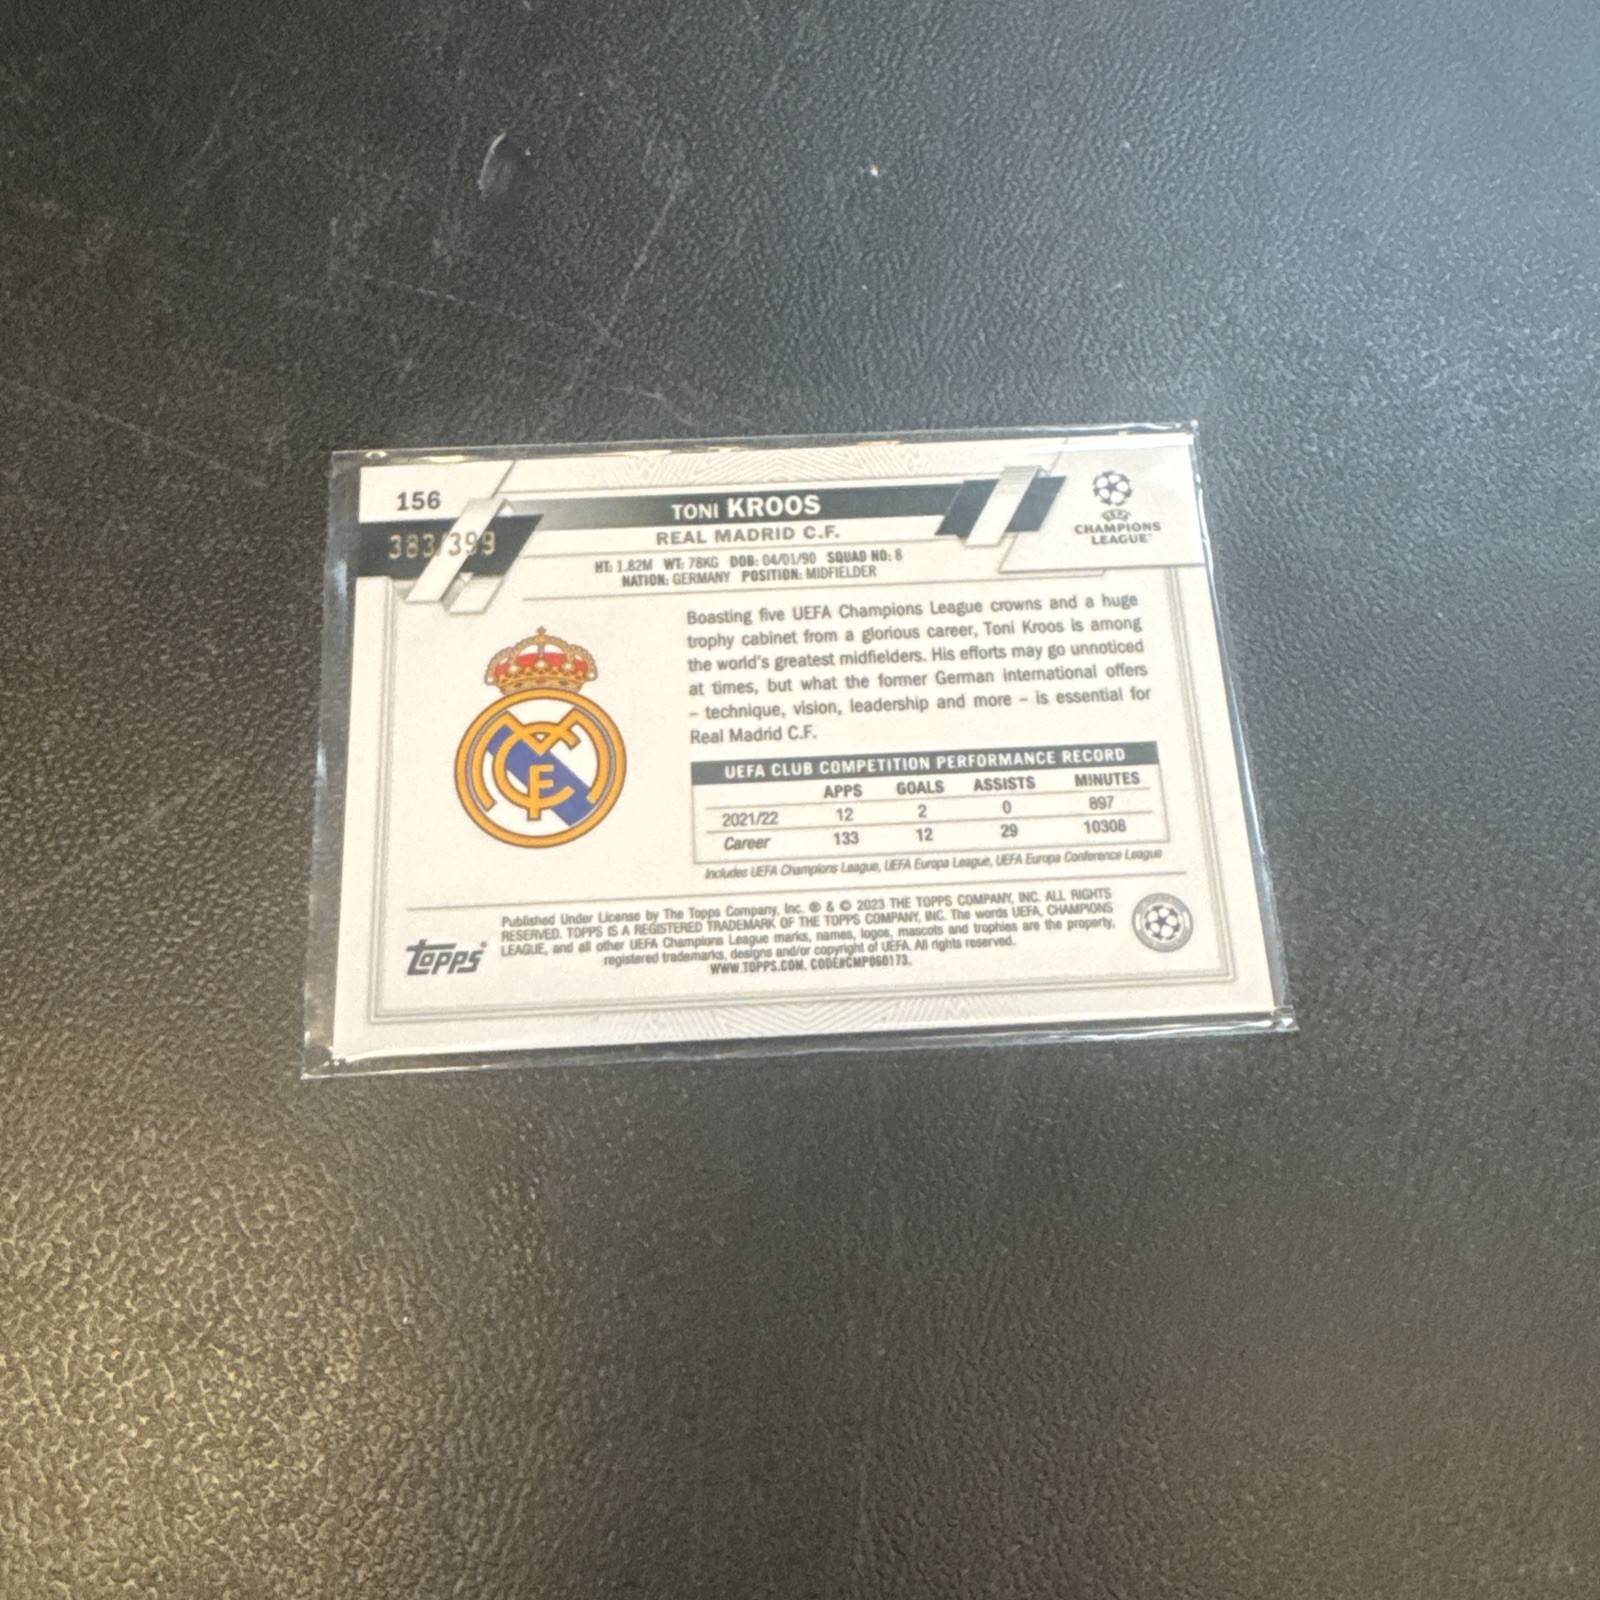 156
383/399
TONI KROOS
REAL MADRID C.F.
HT: 1.82M WT: 78KG DOB: 04/01/90 SQUAD NO: 8
NATION: GERMANY POSITION: MIDFIELDER
UEFA
CHAMPIONS
LEAGUE
Boasting five UEFA Champions League crowns and a huge
trophy cabinet from a glorious career, Toni Kroos is among
the world's greatest midfielders. His efforts may go unnoticed
at times, but what the former German international offers
– technique, vision, leadership and more – is essential for
Real Madrid C.F.
UEFA CLUB COMPETITION PERFORMANCE RECORD
APPS GOALS ASSISTS MINUTES
2021/22 12 2 0 897
Career 133 12 29 10308
Includes UEFA Champions League, UEFA Europa League, UEFA Europa Conference League
Topps®
Published Under License by The Topps Company, Inc. ® & © 2023 THE TOPPS COMPANY, INC. ALL RIGHTS
RESERVED. TOPPS IS A REGISTERED TRADEMARK OF THE TOPPS COMPANY, INC. The words UEFA, CHAMPIONS
LEAGUE, and all other UEFA Champions League marks, names, logos, mascots and trophies are the property,
registered trademarks, designs and/or copyright of UEFA. All rights reserved.
WWW.TOPPS.COM. CODE#CMP060173.